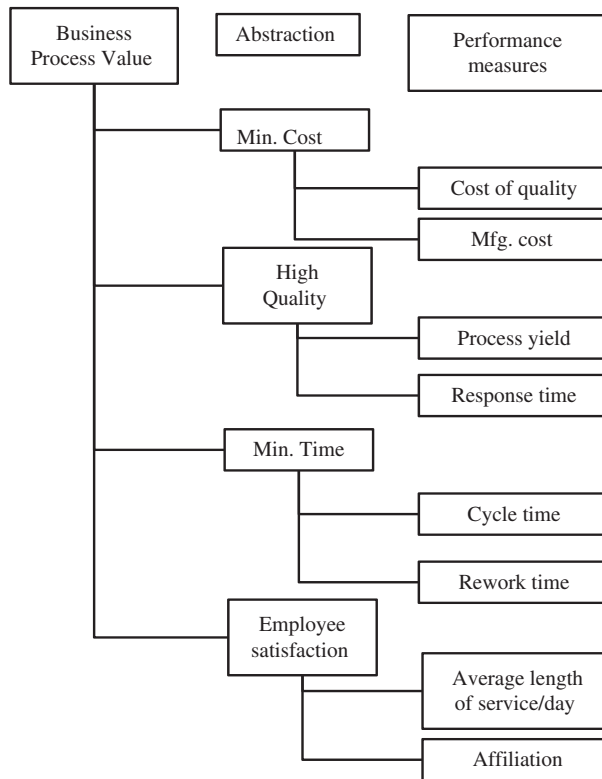 Business
Process Value
Abstraction
Performance
measures
Min. Cost
Cost of quality
Mfg. cost
High
Quality
Process yield
Response time
Min. Time
Cycle time
Rework time
Employee
satisfaction
Average length
of service/day
Affiliation